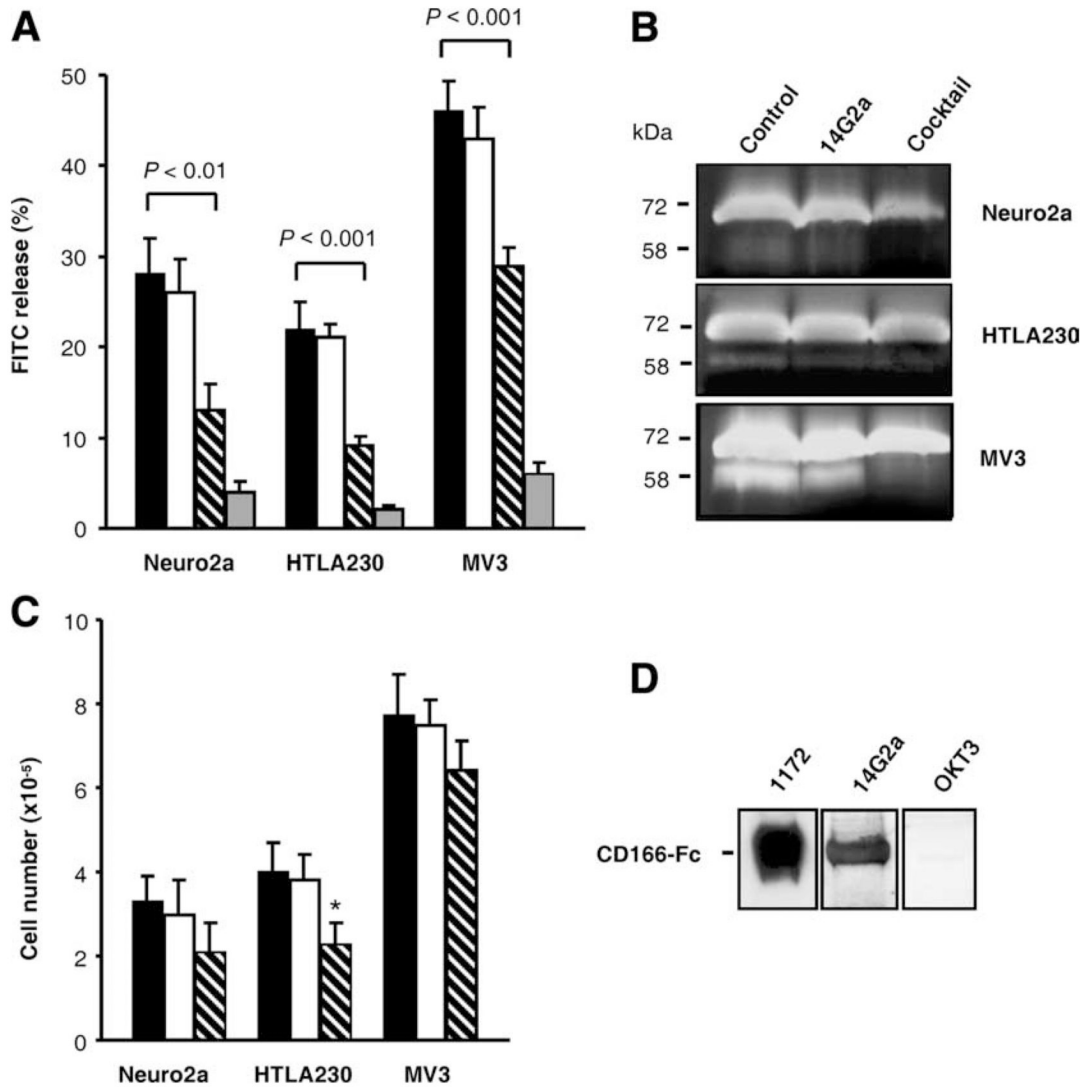 A
P < 0.001
50
P < 0.01
40
P < 0.001
30
FITC release (%)
20
10
0
Neuro2a HTLA230 MV3
B
kDa Control 14G2a Cocktail
72
58
Neuro2a
72
58
HTLA230
72
58
MV3
C
10
8
6
Cell number (x10-5)
4
*
2
0
Neuro2a HTLA230 MV3
D
1172 14G2a OKT3
CD166-Fc